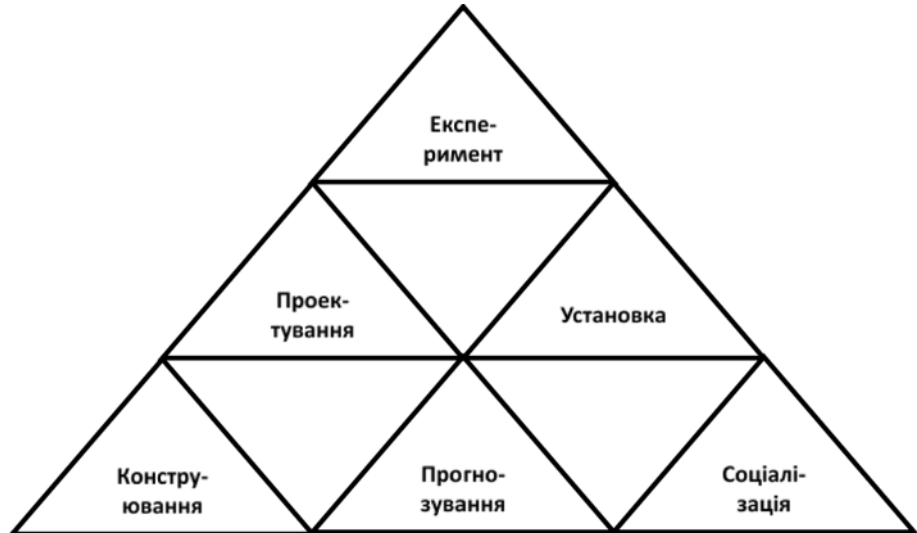 Експе-
римент
Проек-
тування
Установка
Констру-
ювання
Прогно-
зування
Соціалі-
зація